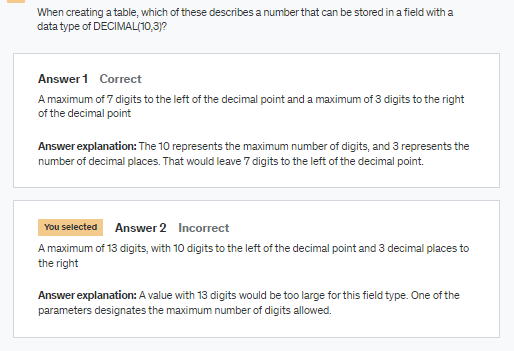 When creating a table, which of these describes a number that can be stored in a field with a
data type of DECIMAL(10,3)?
Answer 1 Correct
A maximum of 7 digits to the left of the decimal point and a maximum of 3 digits to the right
of the decimal point
Answer explanation: The 10 represents the maximum number of digits, and 3 represents the
number of decimal places. That would leave 7 digits to the left of the decimal point.
You selected Answer 2 Incorrect
A maximum of 13 digits, with 10 digits to the left of the decimal point and 3 decimal places to
the right
Answer explanation: A value with 13 digits would be too large for this field type. One of the
parameters designates the maximum number of digits allowed.